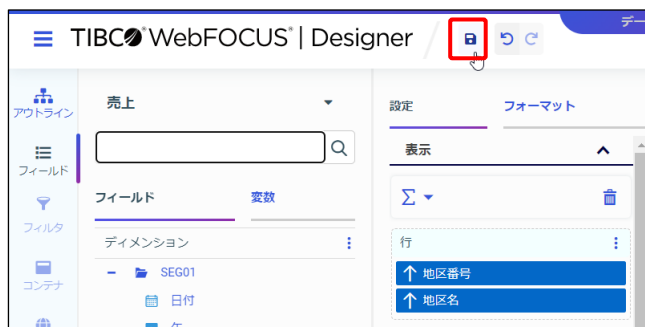 TIBCO® WebFOCUS® | Designer
デー
アウトライン
フィールド
フィルタ
コンテナ
売上
フィールド
変数
ディメンション
SEG01
日付
設定
フォーマット
表示
行
地区番号
地区名